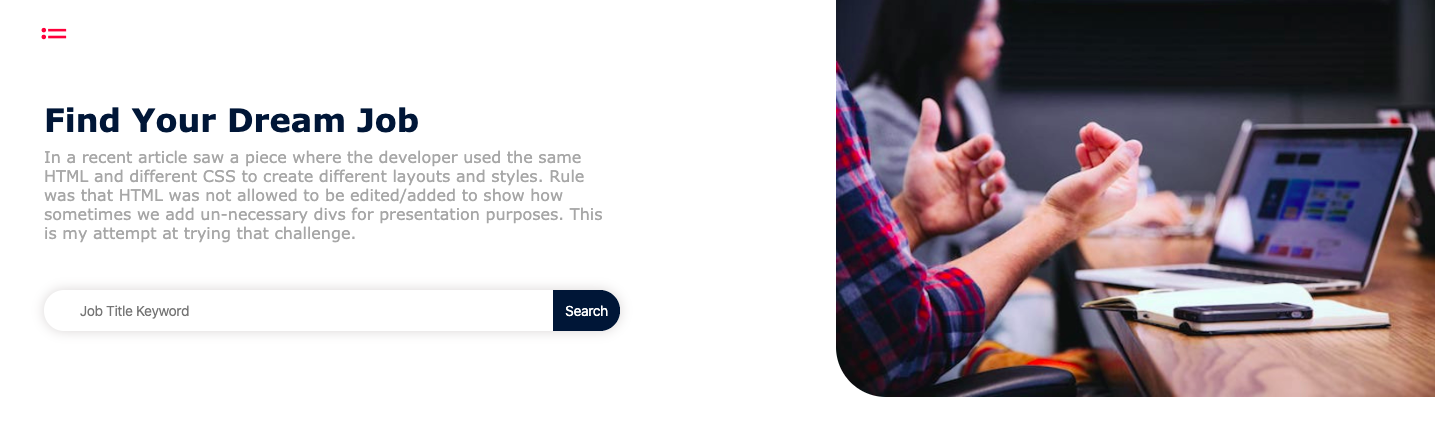 Find Your Dream Job
In a recent article saw a piece where the developer used the same
HTML and different CSS to create different layouts and styles. Rule
was that HTML was not allowed to be edited/added to show how
sometimes we add un-necessary divs for presentation purposes. This
is my attempt at trying that challenge.
Job Title Keyword
Search